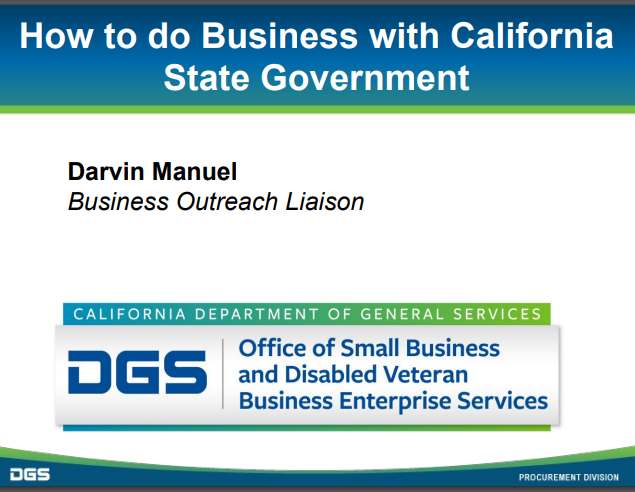 How to do Business with California
State Government
Darvin Manuel
Business Outreach Liaison
CALIFORNIA DEPARTMENT OF GENERAL SERVICES
DGS
Office of Small Business
and Disabled Veteran
Business Enterprise Services
DGS
PROCUREMENT DIVISION